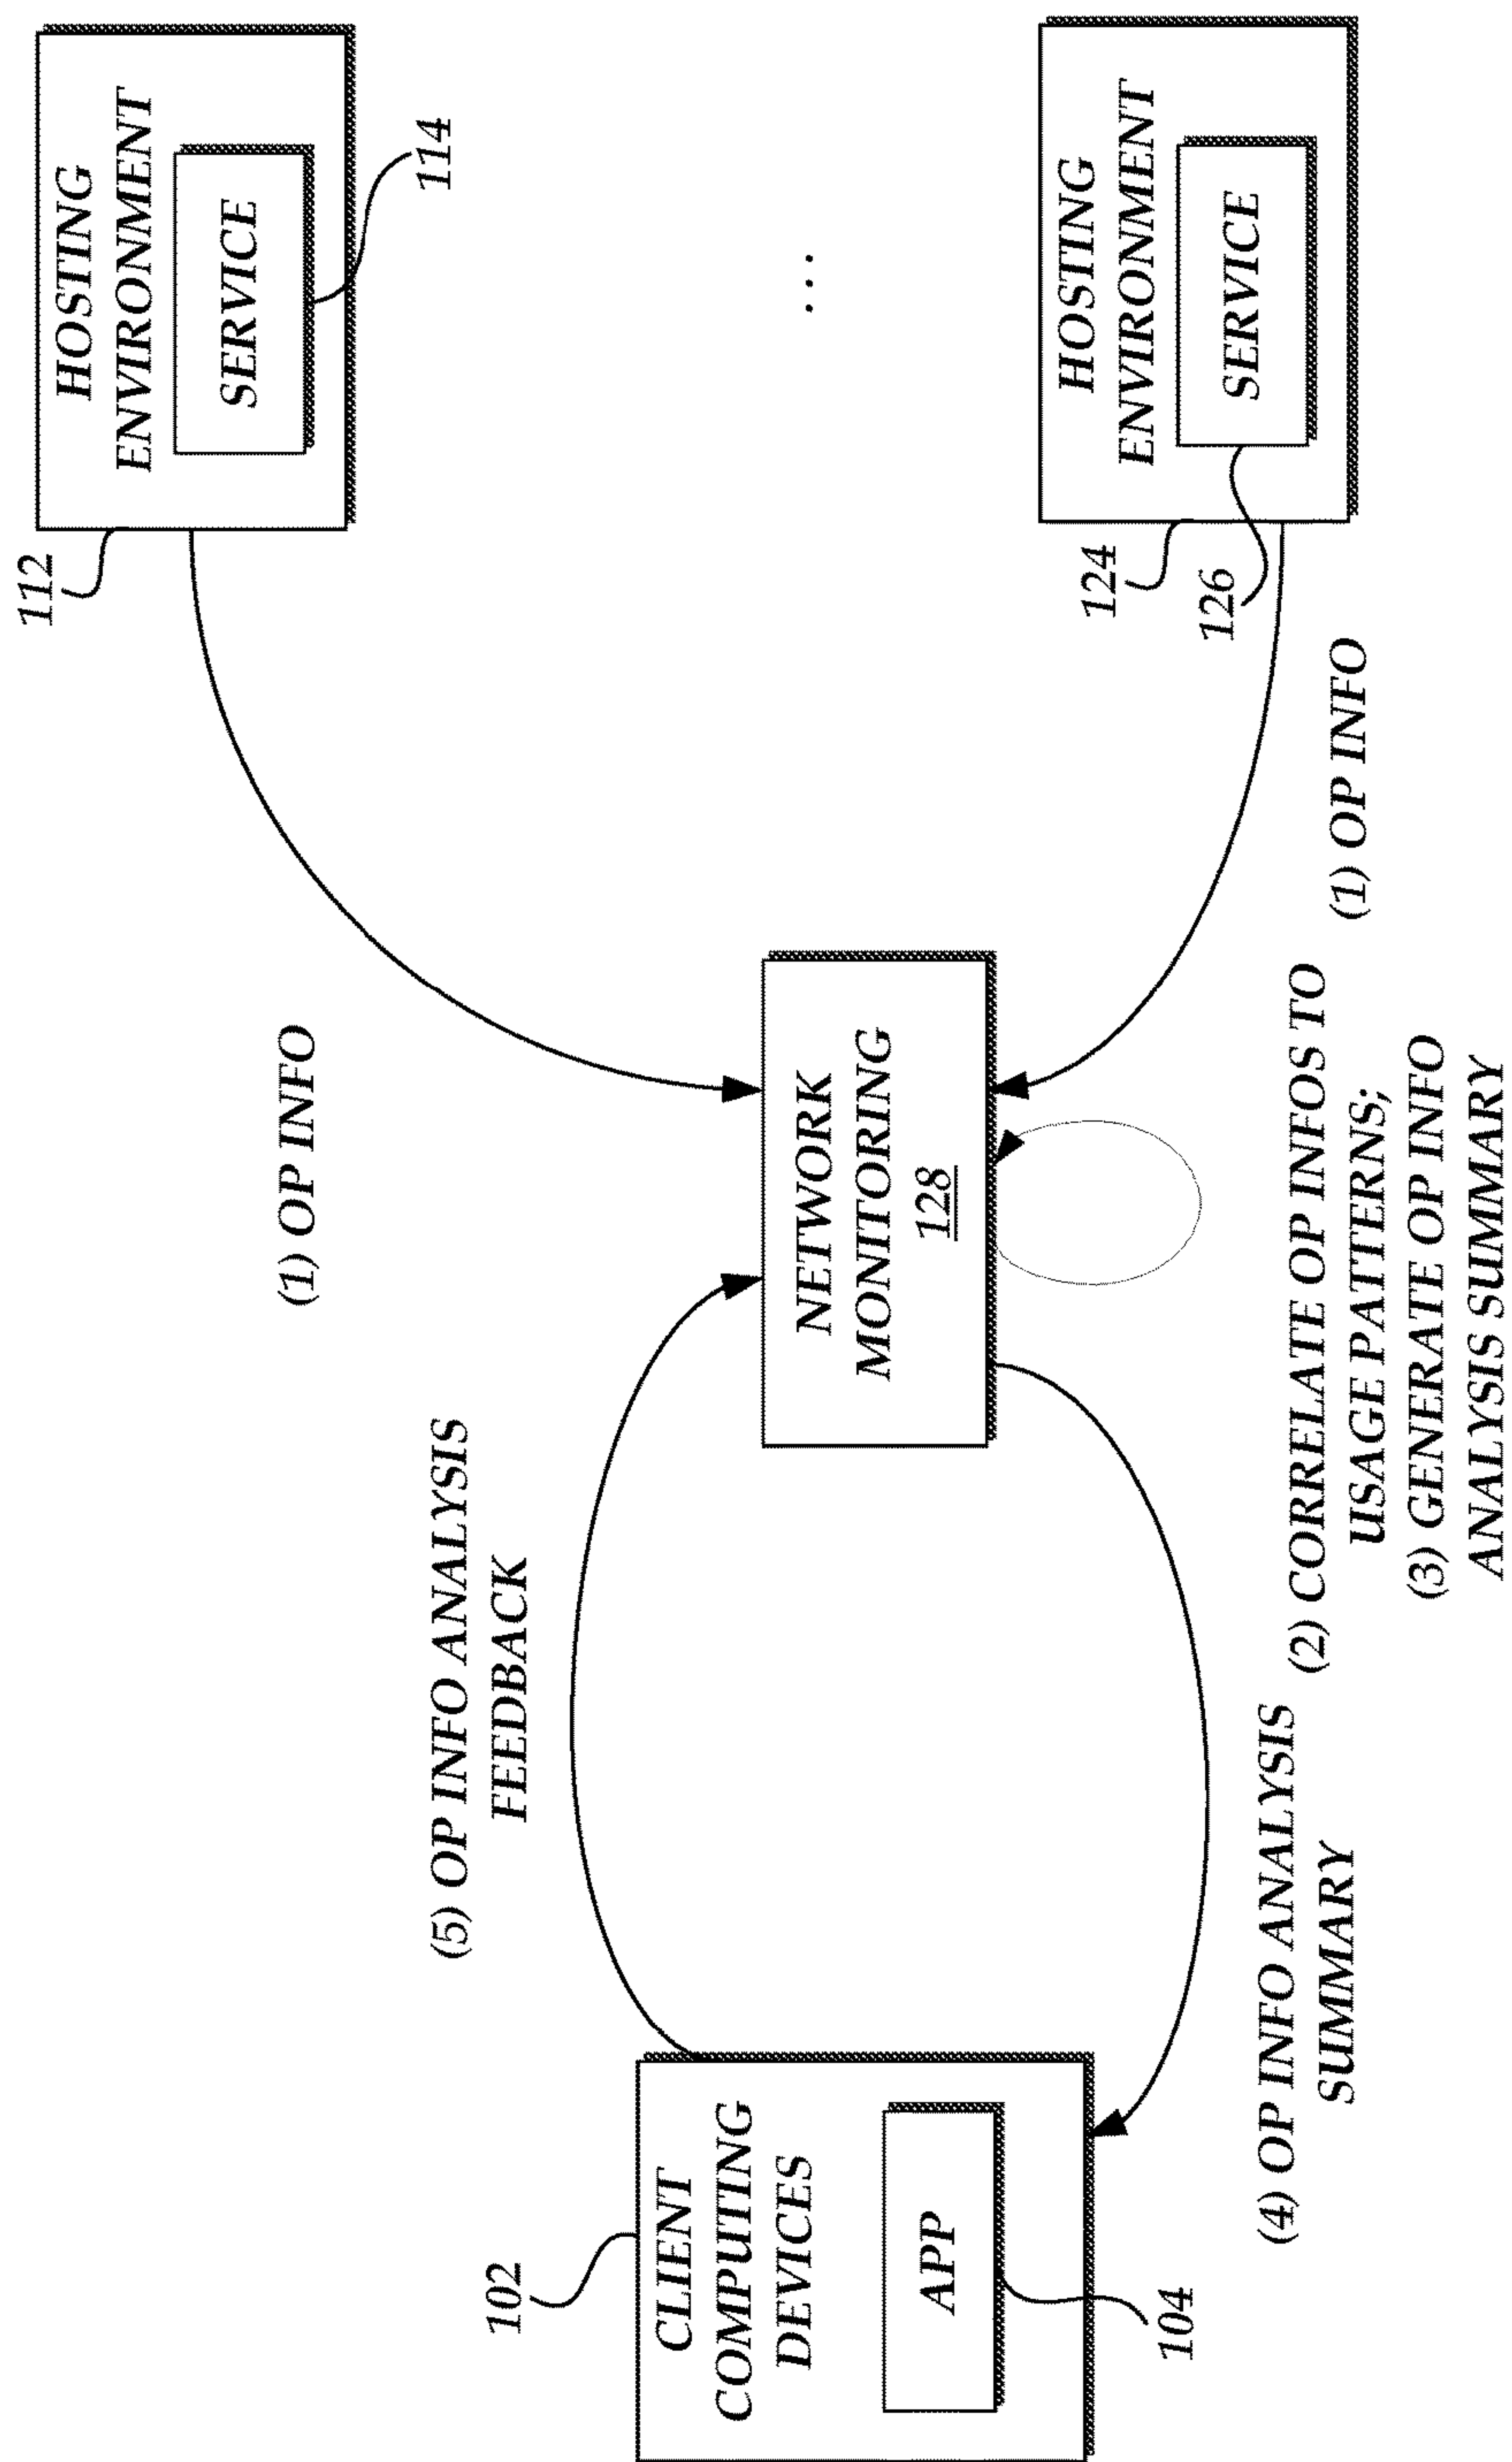 102
CLIENT
COMPUTING
DEVICES
APP
104
(5) OP INFO ANALYSIS
FEEDBACK
(4) OP INFO ANALYSIS
SUMMARY
NETWORK
MONITORING
128
(2) CORRELATE OP INFOS TO
USAGE PATTERNS;
(3) GENERATE OP INFO
ANALYSIS SUMMARY
(1) OP INFO
(1) OP INFO
112
HOSTING
ENVIRONMENT
SERVICE
114
...
124
HOSTING
ENVIRONMENT
SERVICE
126